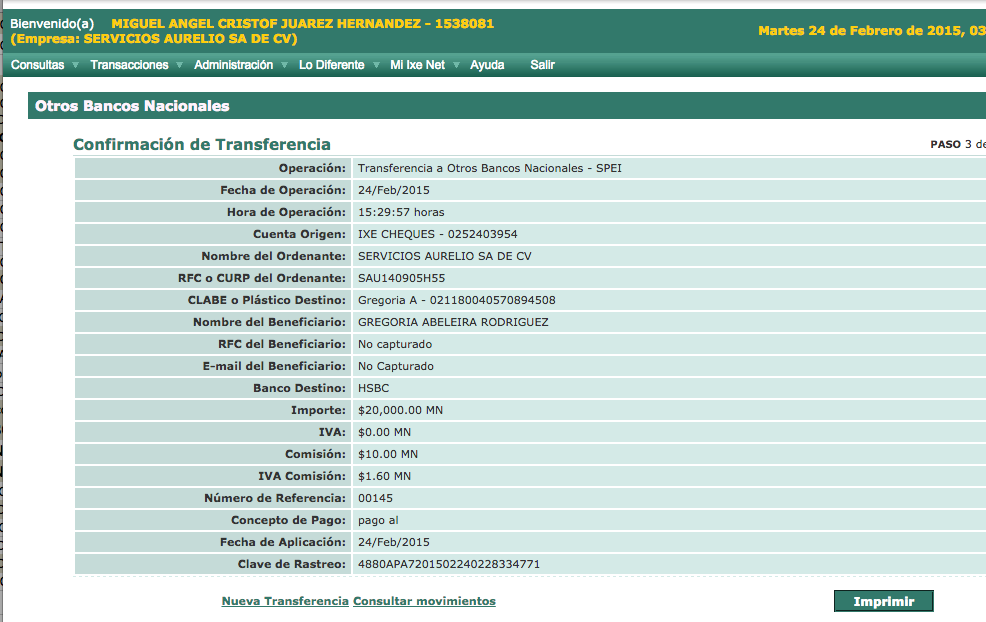 Bienvenido(a) MIGUEL ANGEL CRISTOF JUAREZ HERNANDEZ - 1538081
(Empresa: SERVICIOS AURELIO SA DE CV)
Martes 24 de Febrero de 2015, 03
Consultas Transacciones Administración Lo Diferente Mi Ixe Net Ayuda Salir
Otros Bancos Nacionales
Confirmación de Transferencia
PASO 3 de
Operación: Transferencia a Otros Bancos Nacionales - SPEI
Fecha de Operación: 24/Feb/2015
Hora de Operación: 15:29:57 horas
Cuenta Origen: IXE CHEQUES - 0252403954
Nombre del Ordenante: SERVICIOS AURELIO SA DE CV
RFC o CURP del Ordenante: SAU140905H55
CLABE o Plástico Destino: Gregoria A - 021180040570894508
Nombre del Beneficiario: GREGORIA ABELEIRA RODRIGUEZ
RFC del Beneficiario: No capturado
E-mail del Beneficiario: No Capturado
Banco Destino: HSBC
Importe: $20,000.00 MN
IVA: $0.00 MN
Comisión: $10.00 MN
IVA Comisión: $1.60 MN
Número de Referencia: 00145
Concepto de Pago: pago al
Fecha de Aplicación: 24/Feb/2015
Clave de Rastreo: 4880APA7201502240228334771
Nueva Transferencia Consultar movimientos
Imprimir